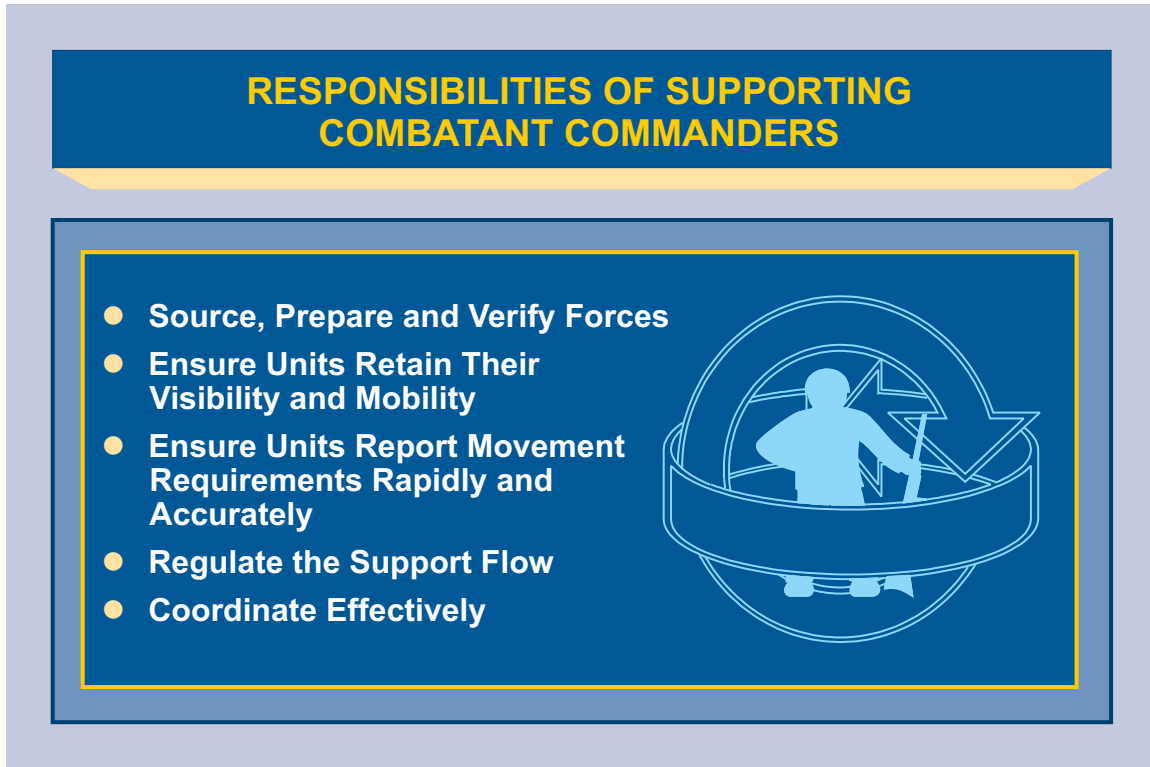 RESPONSIBILITIES OF SUPPORTING
COMBATANT COMMANDERS
Source, Prepare and Verify Forces
Ensure Units Retain Their
Visibility and Mobility
Ensure Units Report Movement
Requirements Rapidly and
Accurately
Regulate the Support Flow
Coordinate Effectively